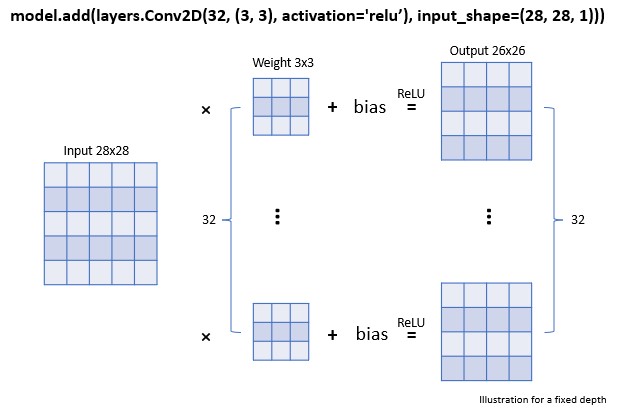 model.add(layers.Conv2D(32, (3, 3), activation='relu’), input_shape=(28, 28, 1)))
Output 26x26
Weight 3x3
× + bias ReLU =
Input 28x28
32 ⋮ ⋮ 32
× + bias ReLU =
Illustration for a fixed depth